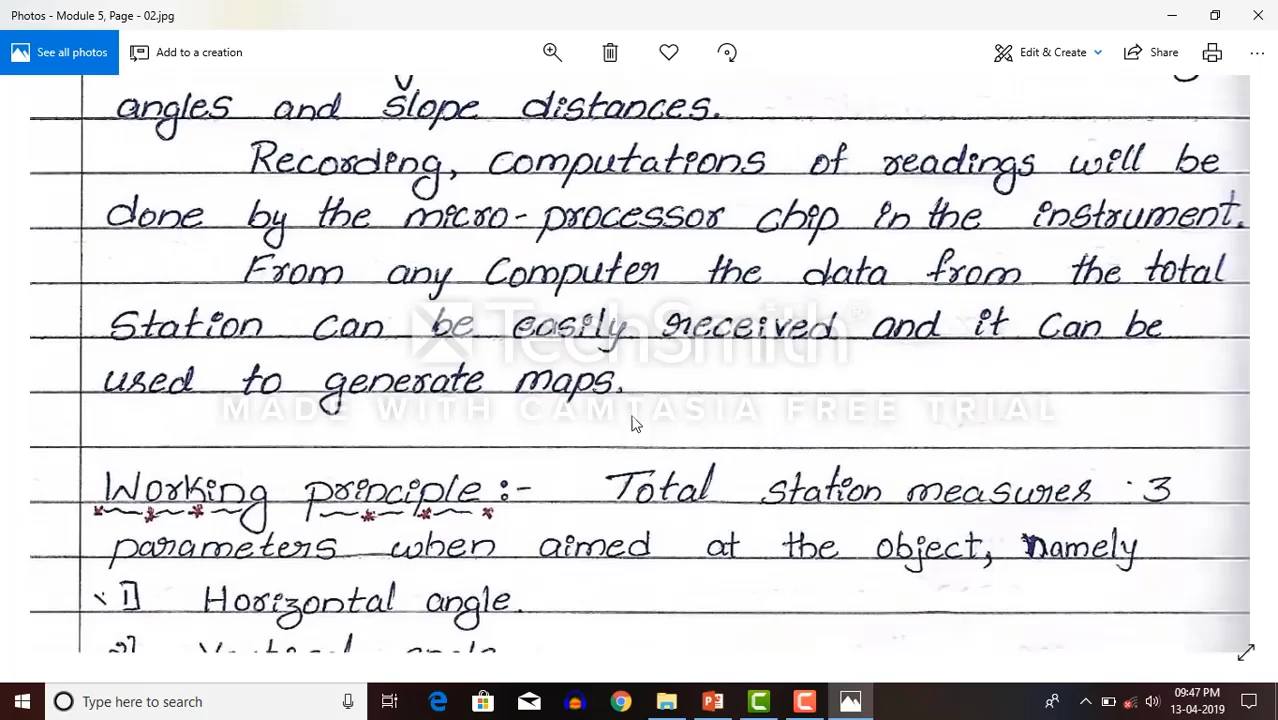 Photos - Module 5, Page - 02.jpg
See all photos
Add to a creation
Edit & Create
Share
angles and slope distances.
Recording, computations of readings will be
done by the micro-processor chip in the instrument.
From any Computer the data from the total
Station can be easily received and it can be
used to generate maps.
TechSmith
MADE WITH CAMTASIA FREE TRIAL
Working principle :- Total station measures 3
parameters when aimed at the object, namely
1] Horizontal angle.
2] Vertical angle
Type here to search
09:47 PM
13-04-2019